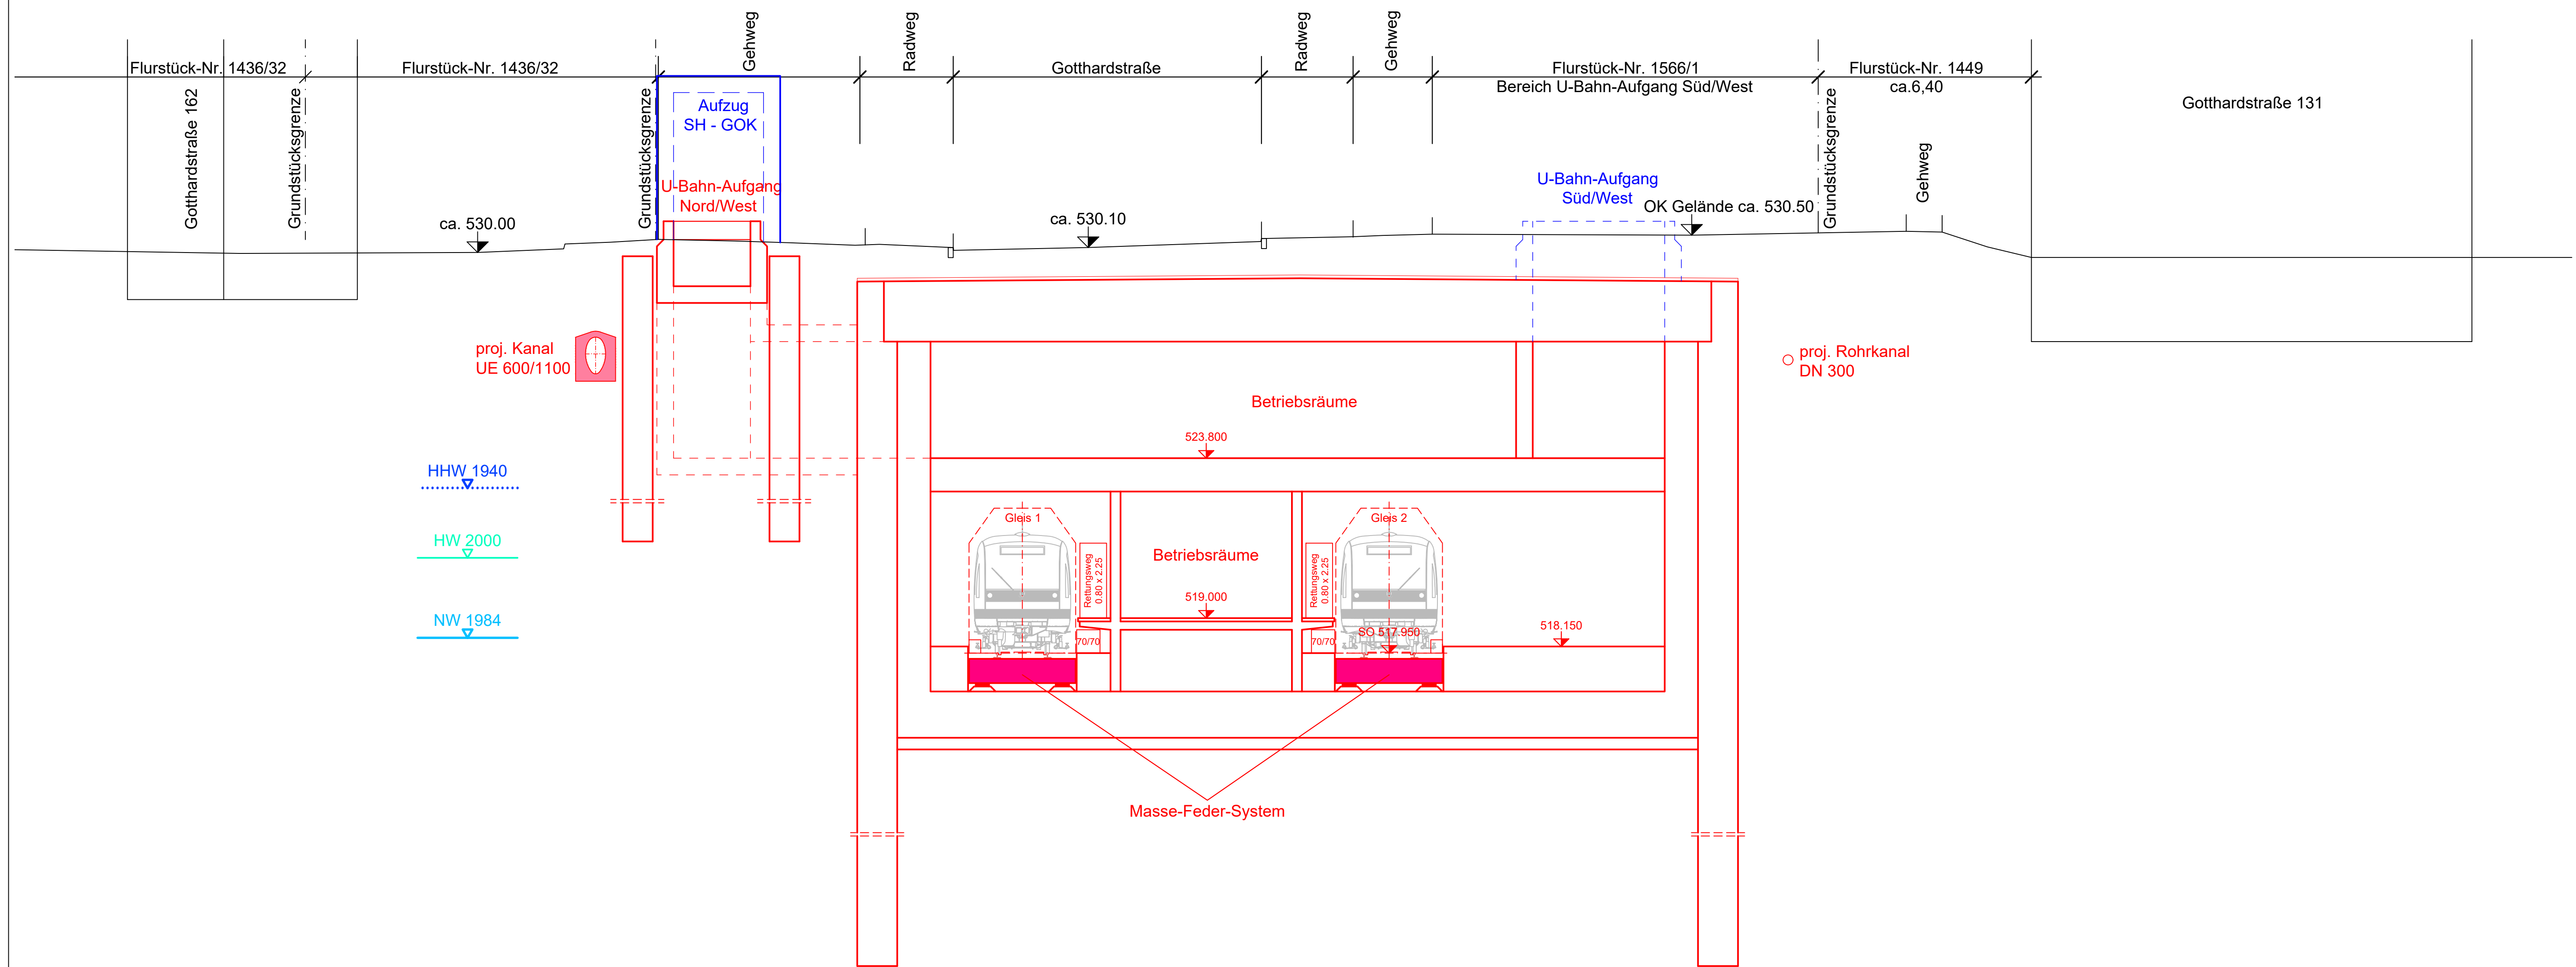 Gehweg
Radweg
Radweg
Gehweg
Flurstück-Nr. 1436/32
Flurstück-Nr. 1436/32
Gotthardstraße
Flurstück-Nr. 1566/1
Bereich U-Bahn-Aufgang Süd/West
Flurstück-Nr. 1449
ca.6,40
Gotthardstraße 131
Gotthardstraße 162
Grundstücksgrenze
Grundstücksgrenze
Aufzug
SH - GOK
U-Bahn-Aufgang
Nord/West
U-Bahn-Aufgang
Süd/West
Grundstücksgrenze
Gehweg
ca. 530.00
ca. 530.10
OK Gelände ca. 530.50
proj. Kanal
UE 600/1100
proj. Rohrkanal
DN 300
Betriebsräume
523.800
HHW 1940
HW 2000
NW 1984
Gleis 1
Gleis 2
Rettungsweg
0.80 x 2.25
Betriebsräume
Rettungsweg
0.80 x 2.25
519.000
518.150
SO 517.950
70/70
70/70
Masse-Feder-System